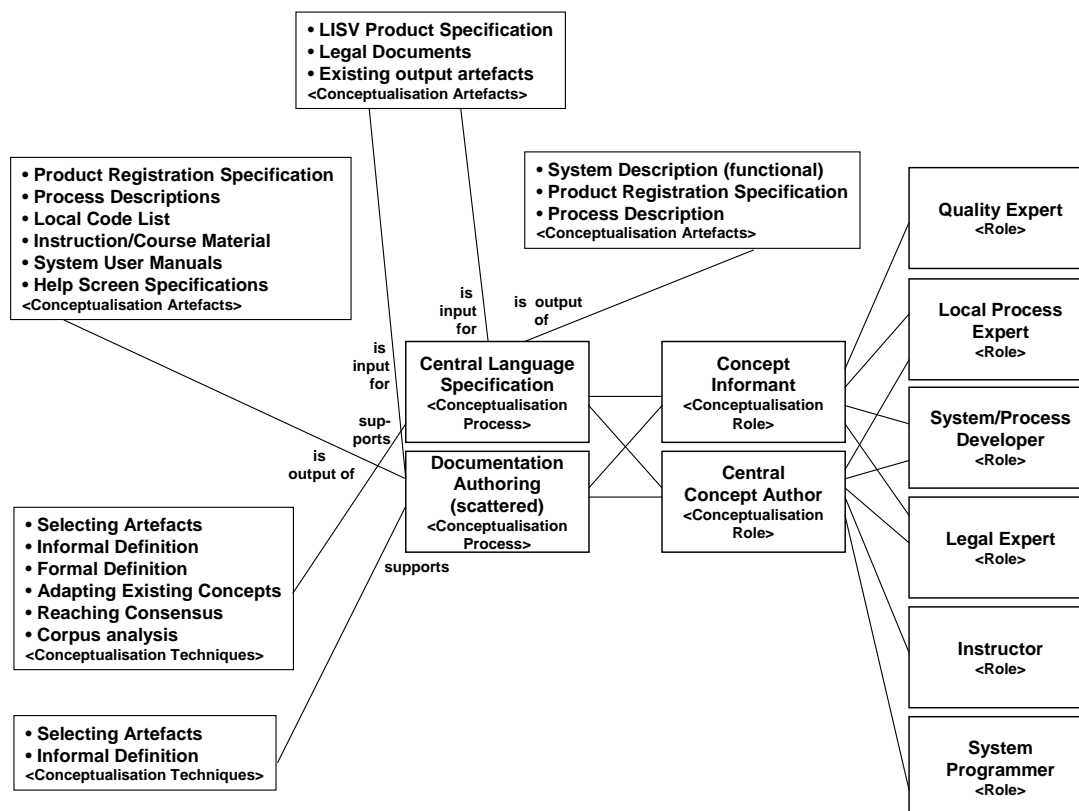 • LISV Product Specification
• Legal Documents
• Existing output artefacts
<Conceptualisation Artefacts>
• Product Registration Specification
• Process Descriptions
• Local Code List
• Instruction/Course Material
• System User Manuals
• Help Screen Specifications
<Conceptualisation Artefacts>
• System Description (functional)
• Product Registration Specification
• Process Description
<Conceptualisation Artefacts>
Quality Expert
<Role>
Local Process
Expert
<Role>
System/Process
Developer
<Role>
Legal Expert
<Role>
Instructor
<Role>
System
Programmer
<Role>
is
input
for
is output
of
is
input
for
sup-
ports
is
output of
supports
Central Language
Specification
<Conceptualisation
Process>
Documentation
Authoring
(scattered)
<Conceptualisation
Process>
Concept
Informant
<Conceptualisation
Role>
Central
Concept Author
<Conceptualisation
Role>
• Selecting Artefacts
• Informal Definition
• Formal Definition
• Adapting Existing Concepts
• Reaching Consensus
• Corpus analysis
<Conceptualisation Techniques>
• Selecting Artefacts
• Informal Definition
<Conceptualisation Techniques>